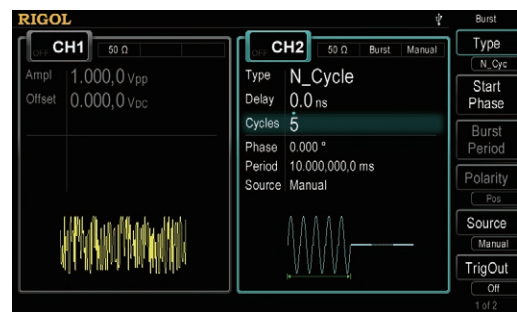 RIGOL
OFF CH1 50 Ω
Ampl 1.000,0 Vpp
Offset 0.000,0 VDC
OFF CH2 50 Ω Burst Manual
Type N_Cycle
Delay 0.0 ns
Cycles 5
Phase 0.000 °
Period 10.000,000,0 ms
Source Manual
Burst
Type
N_Cyc
Start
Phase
Burst
Period
Polarity
Pos
Source
Manual
TrigOut
Off
1 of 2